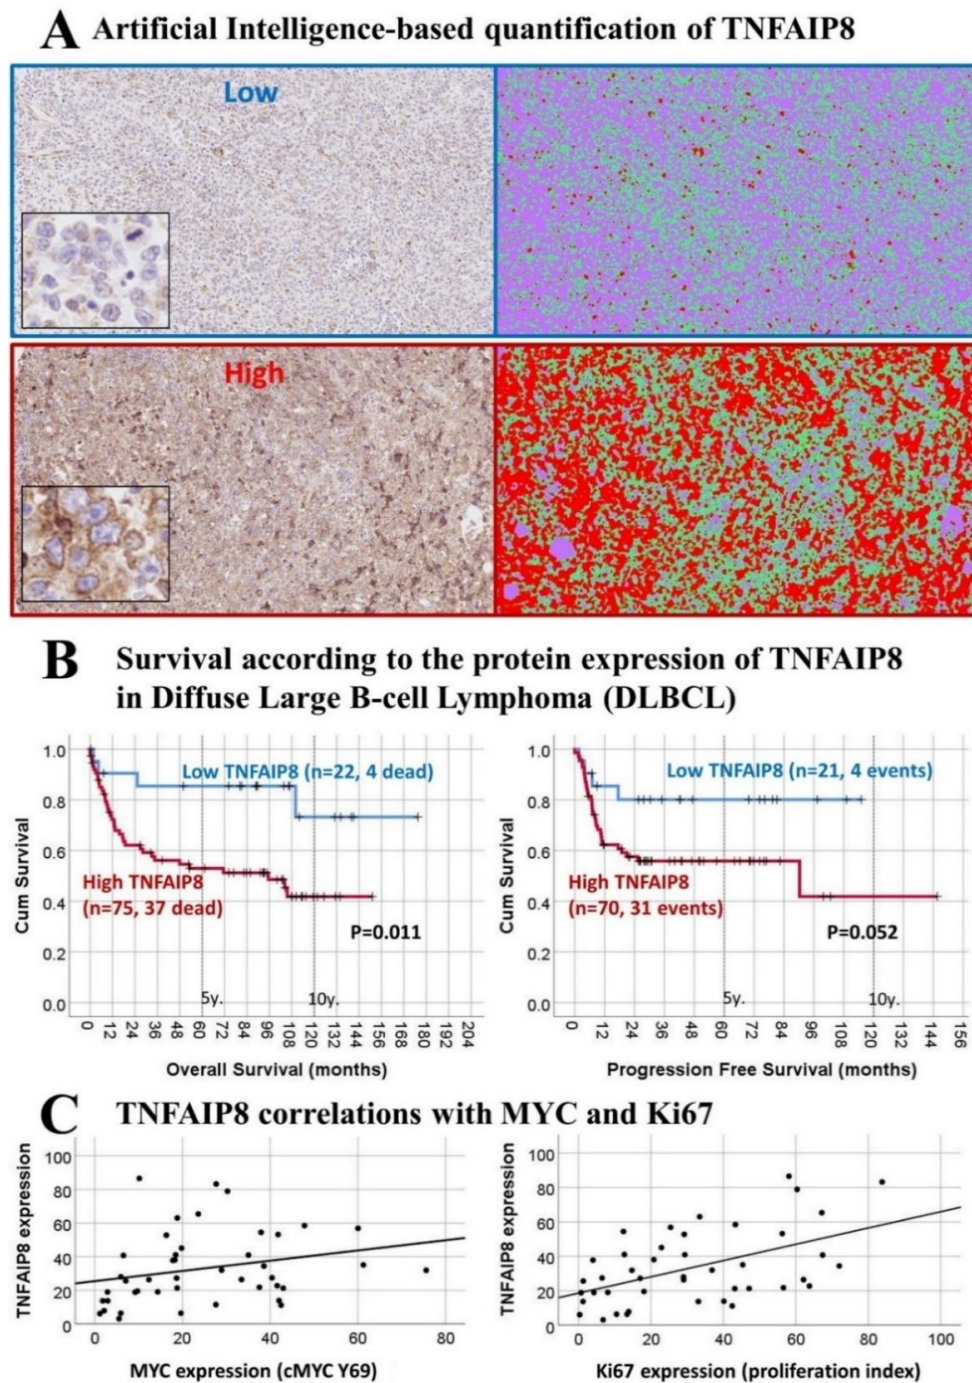 A Artificial Intelligence-based quantification of TNFAIP8
Low
High
B Survival according to the protein expression of TNFAIP8
in Diffuse Large B-cell Lymphoma (DLBCL)
Cum Survival
1.0
0.8
0.6
0.4
0.2
0.0
Low TNFAIP8 (n=22, 4 dead)
High TNFAIP8
(n=75, 37 dead)
P=0.011
5y.
10y.
0 12 24 36 48 60 72 84 96 108 120 132 144 156 168 180 192 204
Overall Survival (months)
Cum Survival
1.0
0.8
0.6
0.4
0.2
0.0
Low TNFAIP8 (n=21, 4 events)
High TNFAIP8
(n=70, 31 events)
P=0.052
5y.
10y.
0 12 24 36 48 60 72 84 96 108 120 132 144 156
Progression Free Survival (months)
C TNFAIP8 correlations with MYC and Ki67
TNFAIP8 expression
100
80
60
40
20
0
0 20 40 60 80
MYC expression (cMYC Y69)
TNFAIP8 expression
100
80
60
40
20
0
0 20 40 60 80 100
Ki67 expression (proliferation index)